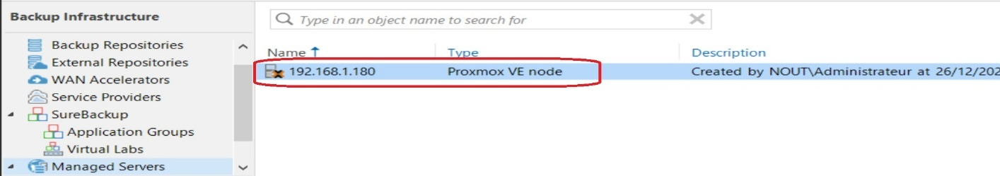 Backup Infrastructure
Backup Repositories
External Repositories
WAN Accelerators
Service Providers
SureBackup
Application Groups
Virtual Labs
Managed Servers
Type in an object name to search for
Name Type Description
192.168.1.180 Proxmox VE node Created by NOUT\Administrateur at 26/12/202